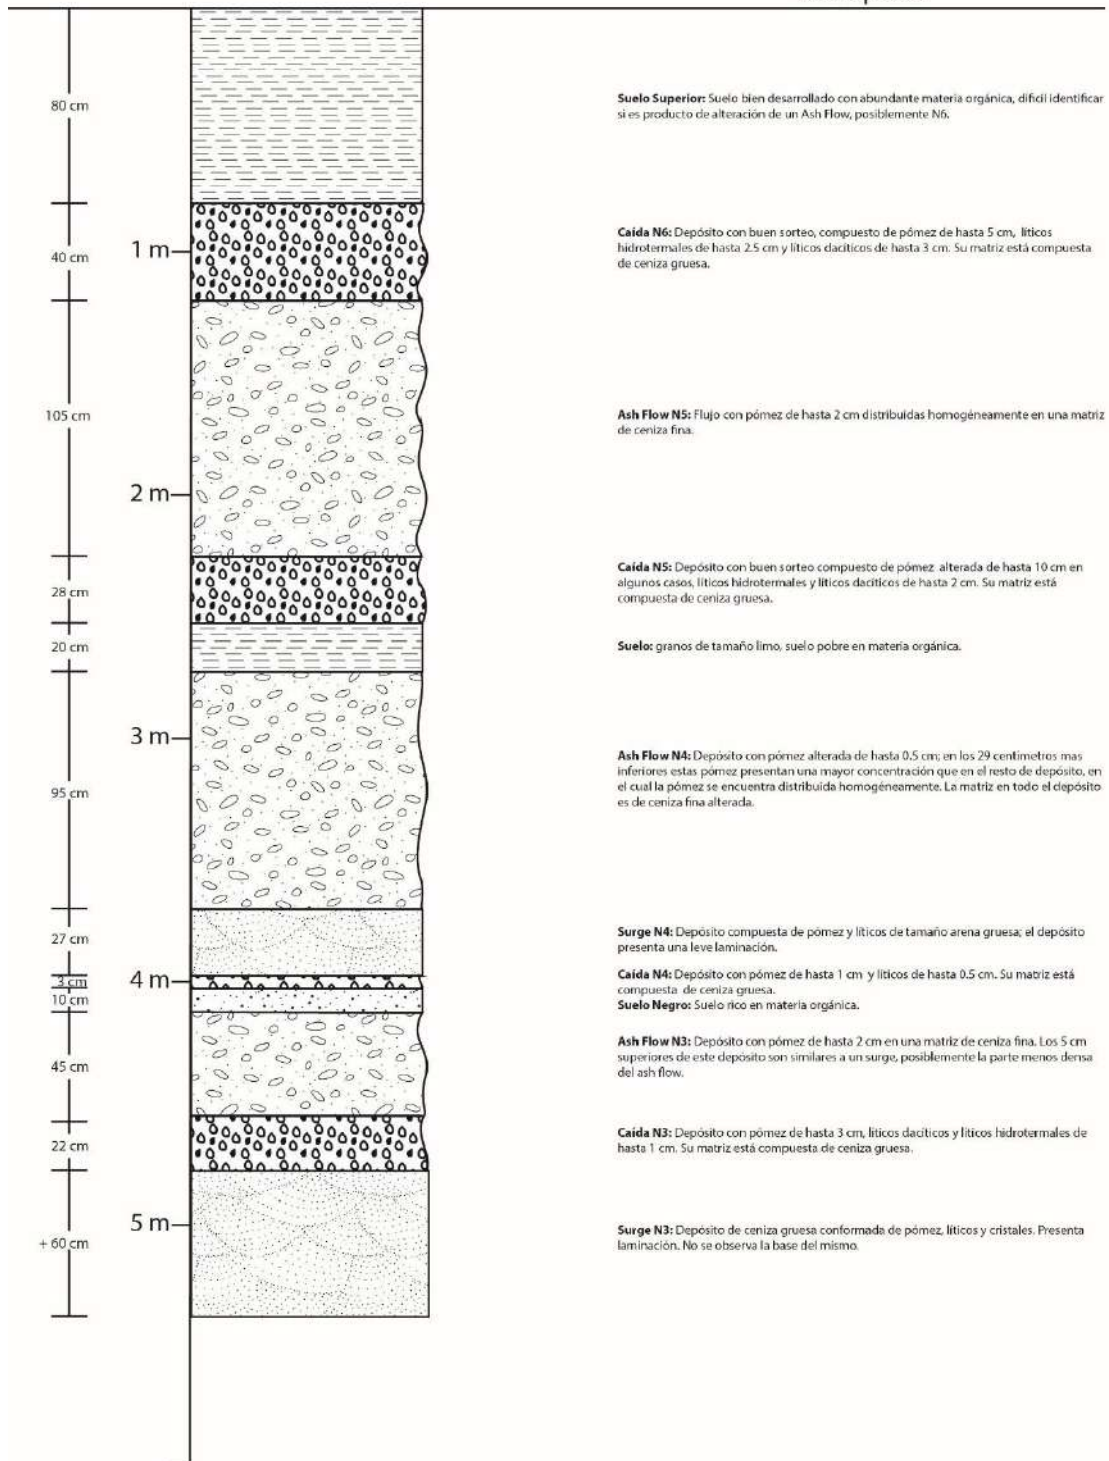 80 cm
Suelo Superior: Suelo bien desarrollado con abundante materia orgánica, dificil identificar
si es producto de alteración de un Ash Flow, posiblemente N6.
40 cm
1 m
Caída N6: Depósito con buen sorteo, compuesto de pómez de hasta 5 cm, líticos
hidrotermales de hasta 2.5 cm y líticos dacíticos de hasta 3 cm. Su matriz está compuesta
de ceniza gruesa.
105 cm
Ash Flow N5: Flujo con pómez de hasta 2 cm distribuidas homogéneamente en una matriz
de ceniza fina.
2 m
28 cm
Caída N5: Depósito con buen sorteo compuesto de pómez alterada de hasta 10 cm en
algunos casos, líticos hidrotermales y líticos dacíticos de hasta 2 cm. Su matriz está
compuesta de ceniza gruesa.
20 cm
Suelo: granos de tamaño limo, suelo pobre en materia orgánica.
3 m
95 cm
Ash Flow N4: Depósito con pómez alterada de hasta 0.5 cm; en los 29 centímetros mas
inferiores estas pómez presentan una mayor concentración que en el resto de depósito, en
el cual la pómez se encuentra distribuida homogéneamente. La matriz en todo el depósito
es de ceniza fina alterada.
27 cm
Surge N4: Depósito compuesta de pómez y líticos de tamaño arena gruesa; el depósito
presenta una leve laminación.
3 cm
4 m
Caída N4: Depósito con pómez de hasta 1 cm y líticos de hasta 0.5 cm. Su matriz está
compuesta de ceniza gruesa.
10 cm
Suelo Negro: Suelo rico en materia orgánica.
45 cm
Ash Flow N3: Depósito con pómez de hasta 2 cm en una matriz de ceniza fina. Los 5 cm
superiores de este depósito son similares a un surge, posiblemente la parte menos densa
del ash flow.
22 cm
Caída N3: Depósito con pómez de hasta 3 cm, líticos dacíticos y líticos hidrotermales de
hasta 1 cm. Su matriz está compuesta de ceniza gruesa.
5 m
+ 60 cm
Surge N3: Depósito de ceniza gruesa conformada de pómez, líticos y cristales. Presenta
laminación. No se observa la base del mismo.